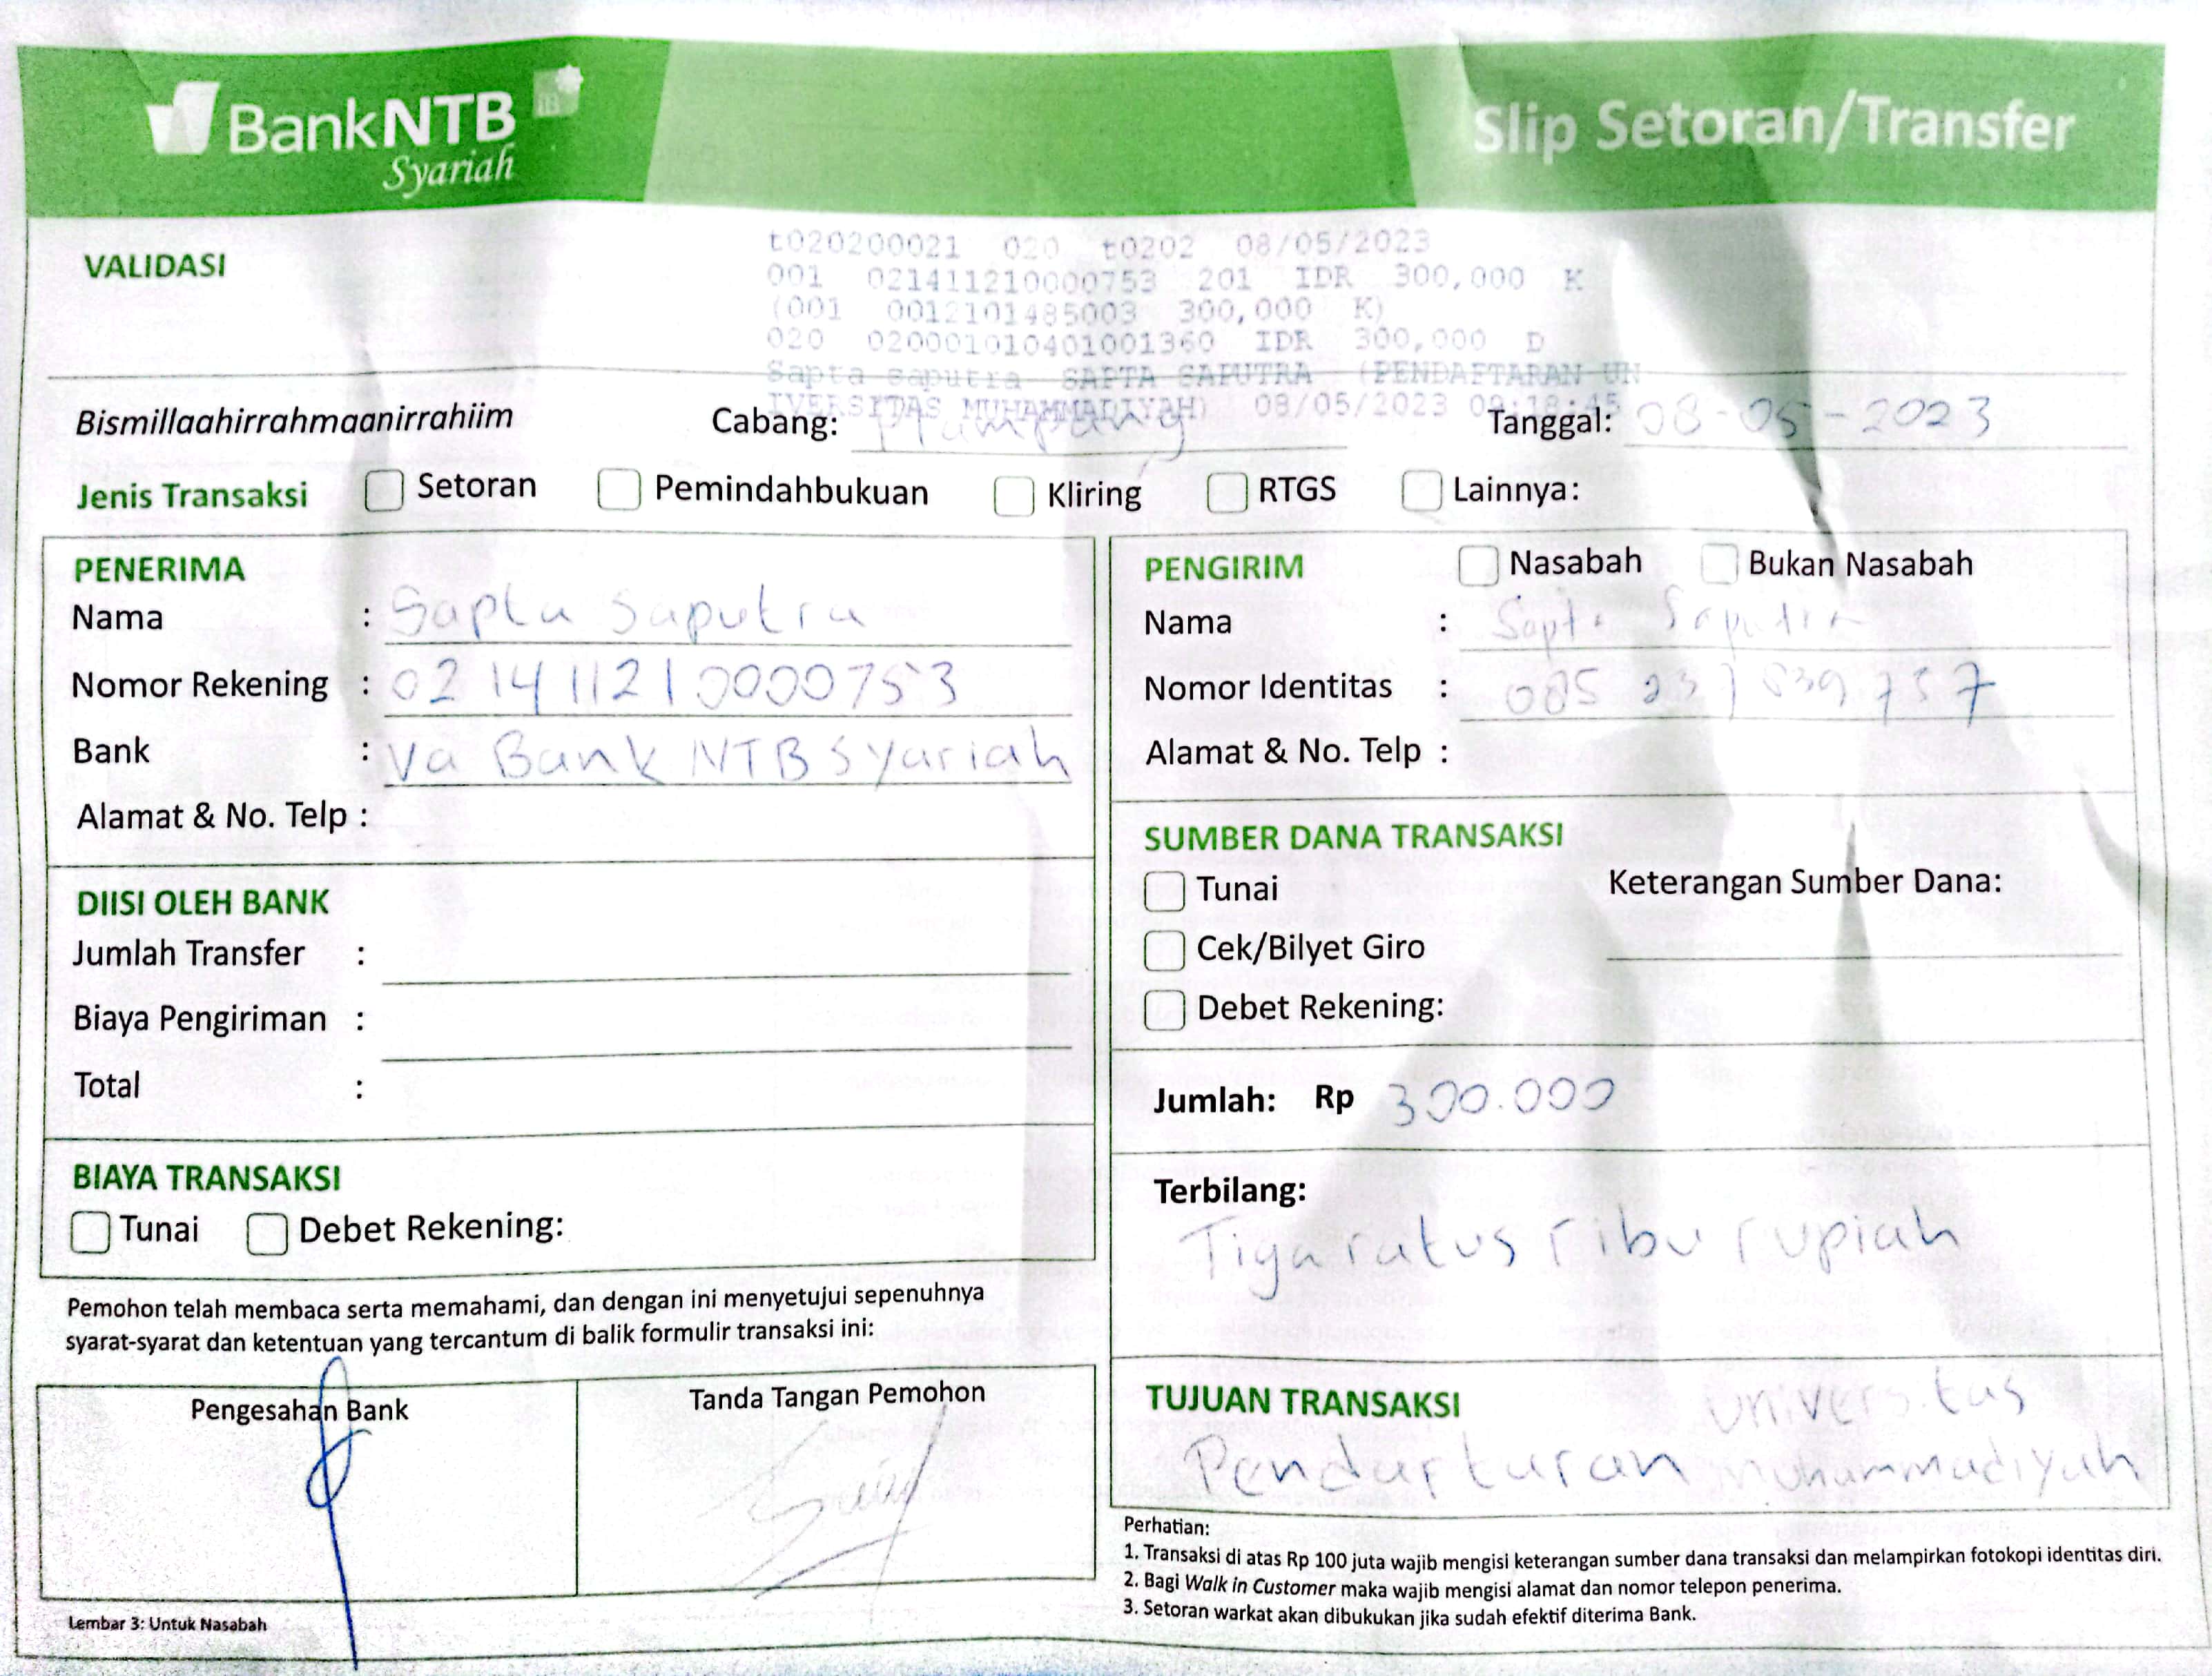 BankNTB
Syariah
Slip Setoran/Transfer
VALIDASI
t020200021 020 t0202 08/05/2023
001 021411210000753 201 IDR 300,000 K
(001 0012101485003 300,000 K)
020 020001010401001360 IDR 300,000 D
Sapta saputra SAPTA SAPUTRA (PENDAFTARAN UN
IVERSITAS MUHAMMADIYAH) 08/05/2023 09:18:45
Bismillaahirrahmaanirrahiim Cabang: Tanggal: 08-05-2023
Jenis Transaksi Setoran Pemindahbukuan Kliring RTGS Lainnya:
PENERIMA
Nama : Sapta Saputra
Nomor Rekening : 021411210000753
Bank : Va Bank NTB Syariah
Alamat & No. Telp :
PENGIRIM Nasabah Bukan Nasabah
Nama : Sapta Saputra
Nomor Identitas :
Alamat & No. Telp :
DIISI OLEH BANK
Jumlah Transfer :
Biaya Pengiriman :
Total :
SUMBER DANA TRANSAKSI
Tunai Keterangan Sumber Dana:
Cek/Bilyet Giro
Debet Rekening:
Jumlah: Rp 300.000
BIAYA TRANSAKSI
Tunai Debet Rekening:
Terbilang:
Tiga ratus ribu rupiah
Pemohon telah membaca serta memahami, dan dengan ini menyetujui sepenuhnya
syarat-syarat dan ketentuan yang tercantum di balik formulir transaksi ini:
Pengesahan Bank Tanda Tangan Pemohon
TUJUAN TRANSAKSI Universitas
Pendaftaran Muhammadiyah
Perhatian:
1. Transaksi di atas Rp 100 juta wajib mengisi keterangan sumber dana transaksi dan melampirkan fotokopi identitas diri.
2. Bagi Walk in Customer maka wajib mengisi alamat dan nomor telepon penerima.
3. Setoran warkat akan dibukukan jika sudah efektif diterima Bank.
Lembar 3: Untuk Nasabah